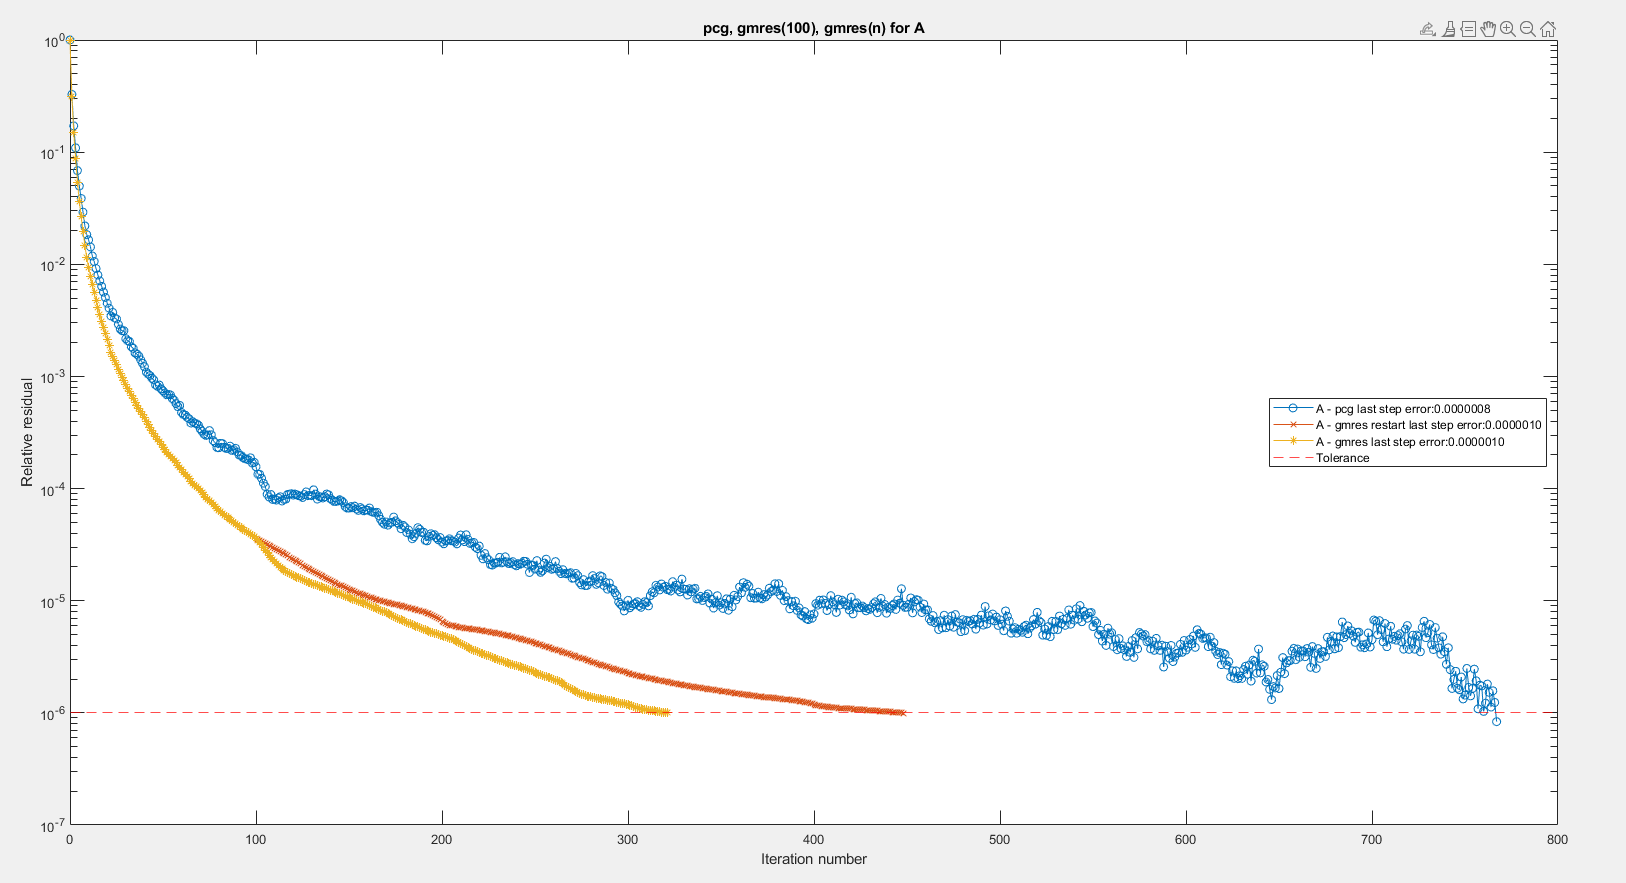 pcg, gmres(100), gmres(n) for A
10^0
10^-1
10^-2
10^-3
10^-4
10^-5
10^-6
10^-7
Relative residual
A - pcg last step error:0.0000008
A - gmres restart last step error:0.0000010
A - gmres last step error:0.0000010
Tolerance
0 100 200 300 400 500 600 700 800
Iteration number